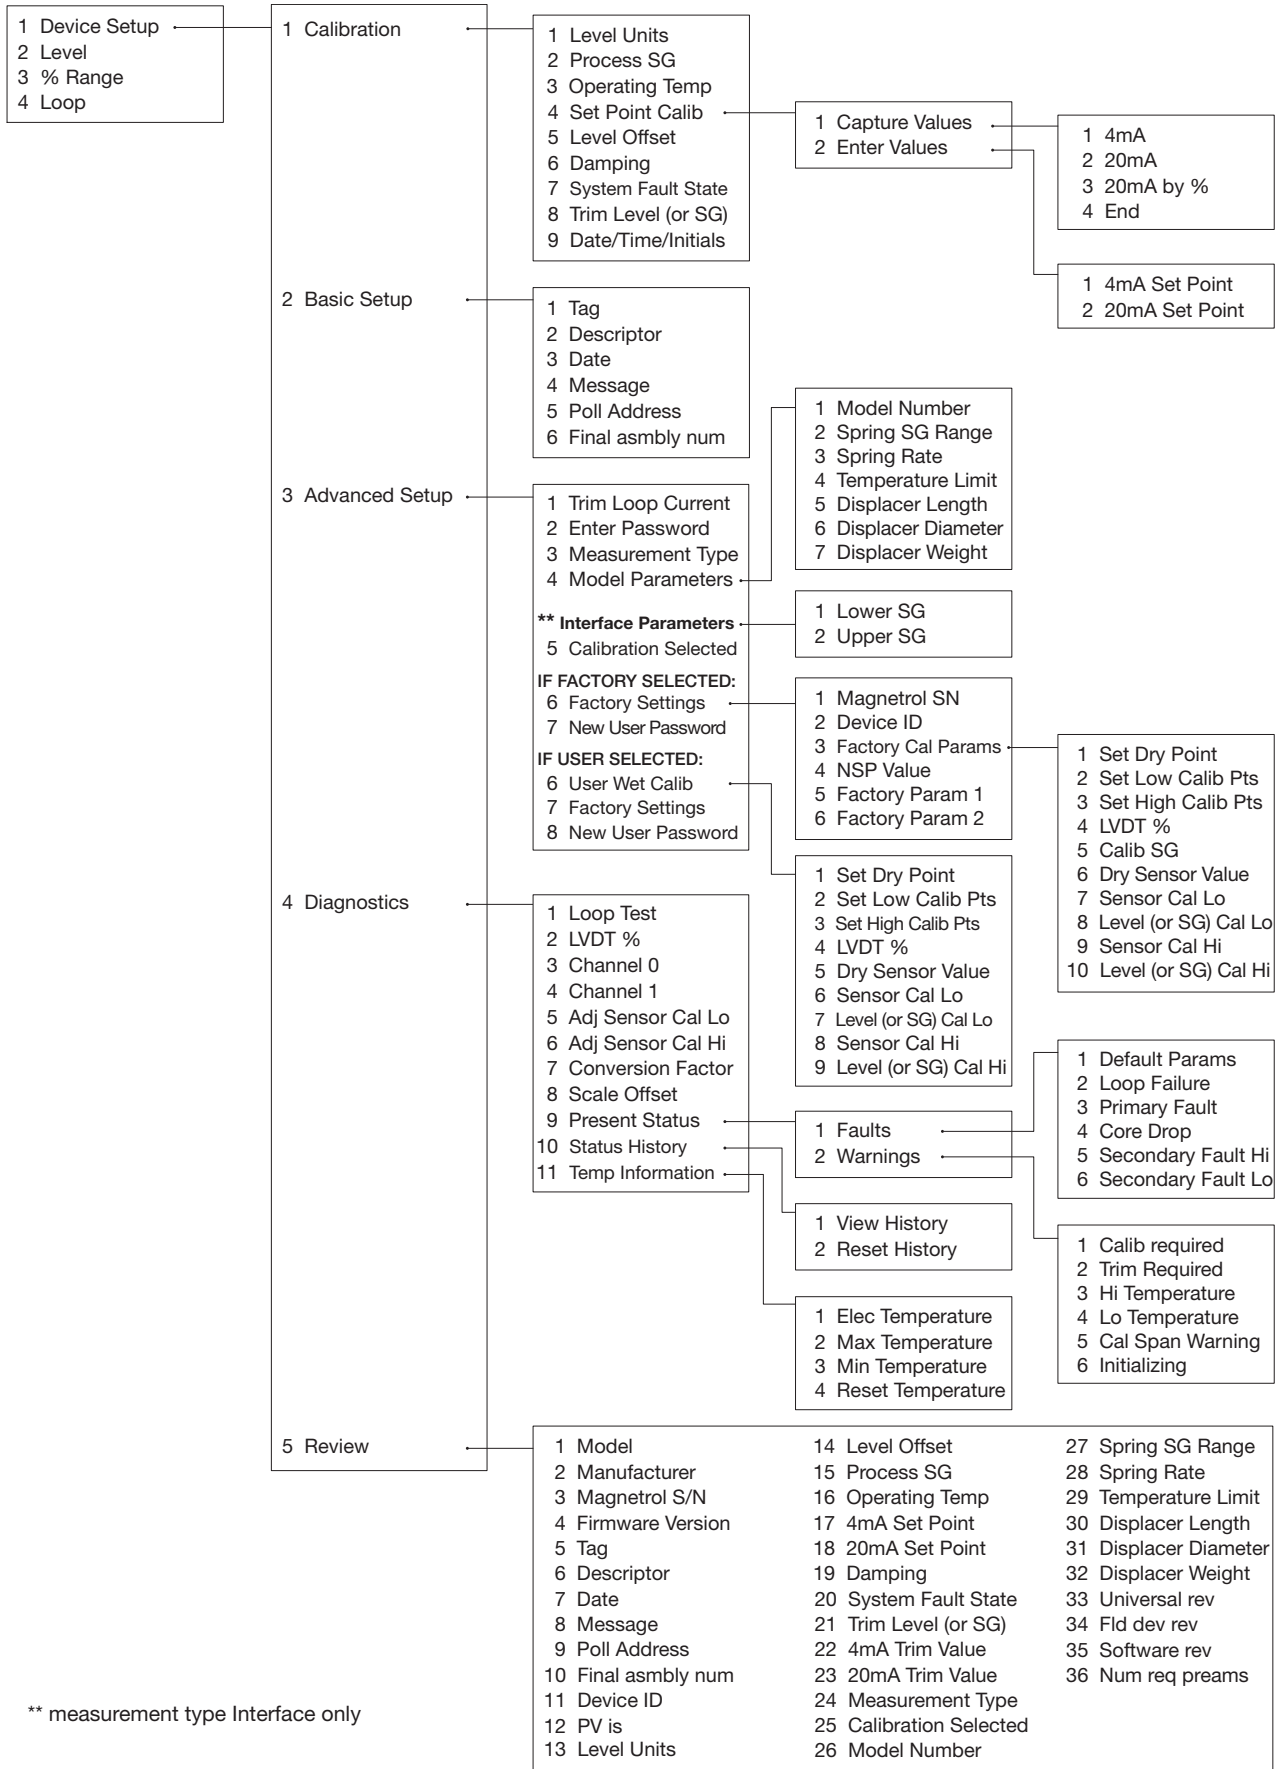 1 Device Setup
2 Level
3 % Range
4 Loop
1 Calibration
2 Basic Setup
3 Advanced Setup
4 Diagnostics
5 Review
1 Level Units
2 Process SG
3 Operating Temp
4 Set Point Calib
5 Level Offset
6 Damping
7 System Fault State
8 Trim Level (or SG)
9 Date/Time/Initials
1 Capture Values
2 Enter Values
1 4mA
2 20mA
3 20mA by %
4 End
1 4mA Set Point
2 20mA Set Point
1 Tag
2 Descriptor
3 Date
4 Message
5 Poll Address
6 Final asmbly num
1 Trim Loop Current
2 Enter Password
3 Measurement Type
4 Model Parameters
** Interface Parameters
5 Calibration Selected
IF FACTORY SELECTED:
6 Factory Settings
7 New User Password
IF USER SELECTED:
6 User Wet Calib
7 Factory Settings
8 New User Password
1 Model Number
2 Spring SG Range
3 Spring Rate
4 Temperature Limit
5 Displacer Length
6 Displacer Diameter
7 Displacer Weight
1 Lower SG
2 Upper SG
1 Magnetrol SN
2 Device ID
3 Factory Cal Params
4 NSP Value
5 Factory Param 1
6 Factory Param 2
1 Set Dry Point
2 Set Low Calib Pts
3 Set High Calib Pts
4 LVDT %
5 Calib SG
6 Dry Sensor Value
7 Sensor Cal Lo
8 Level (or SG) Cal Lo
9 Sensor Cal Hi
10 Level (or SG) Cal Hi
1 Set Dry Point
2 Set Low Calib Pts
3 Set High Calib Pts
4 LVDT %
5 Dry Sensor Value
6 Sensor Cal Lo
7 Level (or SG) Cal Lo
8 Sensor Cal Hi
9 Level (or SG) Cal Hi
1 Loop Test
2 LVDT %
3 Channel 0
4 Channel 1
5 Adj Sensor Cal Lo
6 Adj Sensor Cal Hi
7 Conversion Factor
8 Scale Offset
9 Present Status
10 Status History
11 Temp Information
1 Faults
2 Warnings
1 Default Params
2 Loop Failure
3 Primary Fault
4 Core Drop
5 Secondary Fault Hi
6 Secondary Fault Lo
1 Calib required
2 Trim Required
3 Hi Temperature
4 Lo Temperature
5 Cal Span Warning
6 Initializing
1 View History
2 Reset History
1 Elec Temperature
2 Max Temperature
3 Min Temperature
4 Reset Temperature
1 Model
2 Manufacturer
3 Magnetrol S/N
4 Firmware Version
5 Tag
6 Descriptor
7 Date
8 Message
9 Poll Address
10 Final asmbly num
11 Device ID
12 PV is
13 Level Units
14 Level Offset
15 Process SG
16 Operating Temp
17 4mA Set Point
18 20mA Set Point
19 Damping
20 System Fault State
21 Trim Level (or SG)
22 4mA Trim Value
23 20mA Trim Value
24 Measurement Type
25 Calibration Selected
26 Model Number
27 Spring SG Range
28 Spring Rate
29 Temperature Limit
30 Displacer Length
31 Displacer Diameter
32 Displacer Weight
33 Universal rev
34 Fld dev rev
35 Software rev
36 Num req preams
** measurement type Interface only